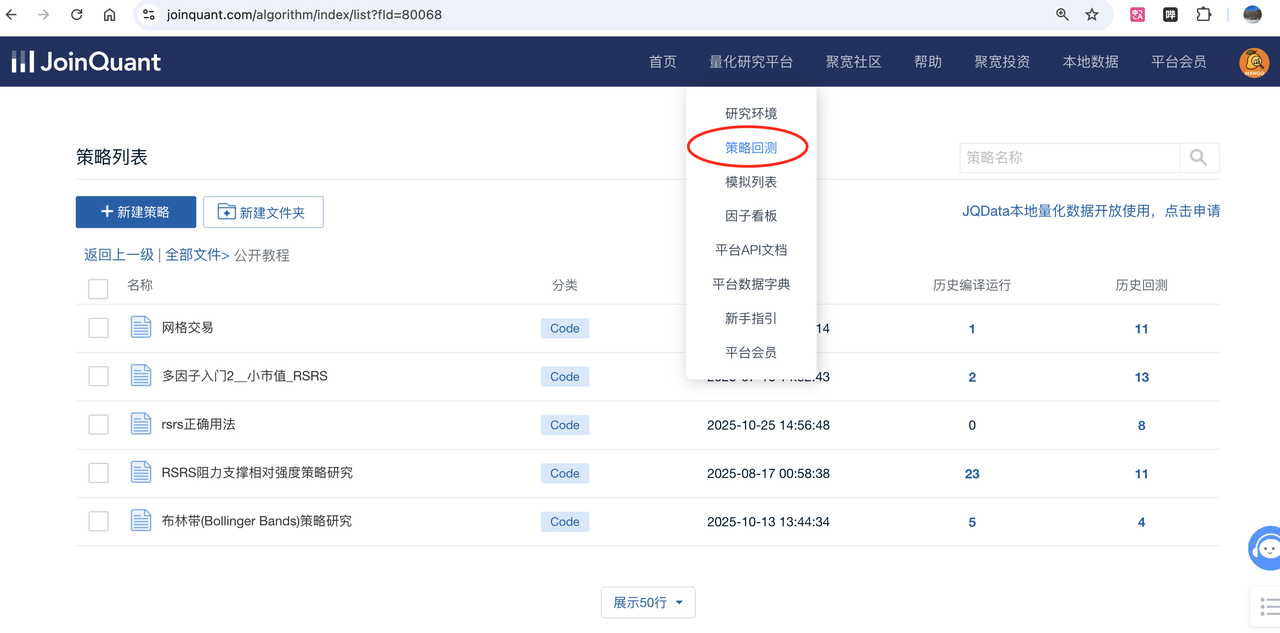 joinquant.com/algorithm/index/list?fId=80068
JoinQuant
首页 量化研究平台 聚宽社区 帮助 聚宽投资 本地数据 平台会员
MANGO
研究环境
策略回测
模拟列表
因子看板
平台API文档
平台数据字典
新手指引
平台会员
策略列表
策略名称
新建策略 新建文件夹
JQData本地量化数据开放使用，点击申请
返回上一级 | 全部文件> 公开教程
名称 分类 历史编译运行 历史回测
网格交易 Code 14 1 11
多因子入门2__小市值_RSRS Code 2 13
rsrs正确用法 Code 2025-10-25 14:56:48 0 8
RSRS阻力支撑相对强度策略研究 Code 2025-08-17 00:58:38 23 11
布林带(Bollinger Bands)策略研究 Code 2025-10-13 13:44:34 5 4
展示50行